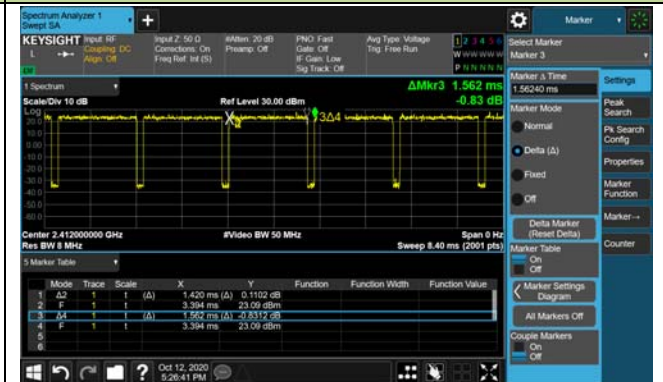 Spectrum Analyzer 1
Swept SA
+
Marker
KEYSIGHT
Input: RF
Coupling: DC
Align: Off
Input Z: 50 Ω
Corrections: On
Freq Ref: Int (S)
#Atten: 20 dB
Preamp: Off
PNO: Fast
Gate: Off
IF Gain: Low
Sig Track: Off
Avg Type: Voltage
Trig: Free Run
1 2 3 4 5 6
W W W W W W
P N N N N N
L
Select Marker
Marker 3
1 Spectrum
ΔMkr3 1.562 ms
-0.83 dB
Scale/Div 10 dB
Ref Level 30.00 dBm
Log
20.0
10.0
0.00
-10.0
-20.0
-30.0
-40.0
-50.0
-60.0
3Δ4
Center 2.412000000 GHz
Res BW 8 MHz
#Video BW 50 MHz
Span 0 Hz
Sweep 8.40 ms (2001 pts)
5 Marker Table
Mode Trace Scale X Y Function Function Width Function Value
1 Δ2 1 t (Δ) 1.420 ms (Δ) 0.1102 dB
2 F 1 t 3.394 ms 23.09 dBm
3 Δ4 1 t (Δ) 1.562 ms (Δ) -0.8312 dB
4 F 1 t 3.394 ms 23.09 dBm
5
6
Marker Δ Time
1.56240 ms
Marker Mode
Normal
Delta (Δ)
Fixed
Off
Delta Marker
(Reset Delta)
Marker Table
On
Off
Marker Settings
Diagram
All Markers Off
Couple Markers
On
Off
Settings
Peak
Search
Pk Search
Config
Properties
Marker
Function
Marker→
Counter
?
Oct 12, 2020
5:26:41 PM